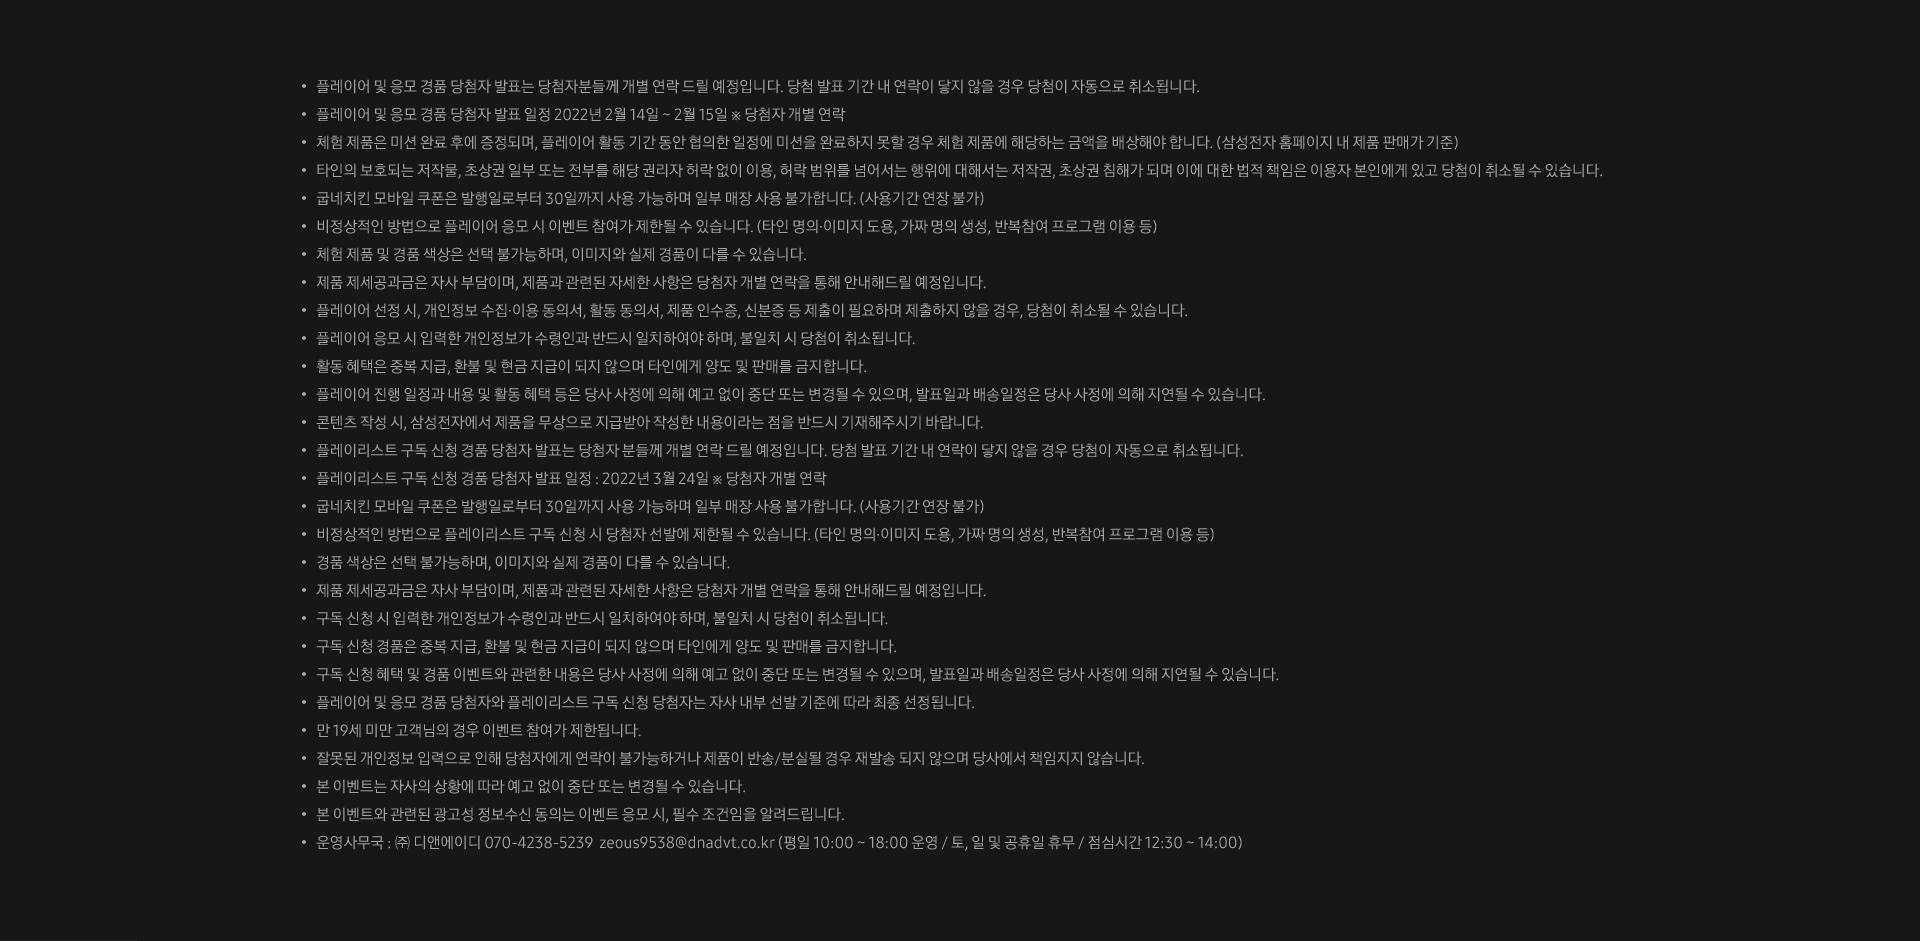 • 플레이어 및 응모 경품 당첨자 발표는 당첨자분들께 개별 연락 드릴 예정입니다. 당첨 발표 기간 내 연락이 닿지 않을 경우 당첨이 자동으로 취소됩니다.
• 플레이어 및 응모 경품 당첨자 발표 일정 2022년 2월 14일 ~ 2월 15일 ※ 당첨자 개별 연락
• 체험 제품은 미션 완료 후에 증정되며, 플레이어 활동 기간 동안 협의한 일정에 미션을 완료하지 못할 경우 체험 제품에 해당하는 금액을 배상해야 합니다. (삼성전자 홈페이지 내 제품 판매가 기준)
• 타인의 보호되는 저작물, 초상권 일부 또는 전부를 해당 권리자 허락 없이 이용, 허락 범위를 넘어서는 행위에 대해서는 저작권, 초상권 침해가 되며 이에 대한 법적 책임은 이용자 본인에게 있고 당첨이 취소될 수 있습니다.
• 굽네치킨 모바일 쿠폰은 발행일로부터 30일까지 사용 가능하며 일부 매장 사용 불가합니다. (사용기간 연장 불가)
• 비정상적인 방법으로 플레이어 응모 시 이벤트 참여가 제한될 수 있습니다. (타인 명의·이미지 도용, 가짜 명의 생성, 반복참여 프로그램 이용 등)
• 체험 제품 및 경품 색상은 선택 불가능하며, 이미지와 실제 경품이 다를 수 있습니다.
• 제품 제세공과금은 자사 부담이며, 제품과 관련된 자세한 사항은 당첨자 개별 연락을 통해 안내해드릴 예정입니다.
• 플레이어 선정 시, 개인정보 수집·이용 동의서, 활동 동의서, 제품 인수증, 신분증 등 제출이 필요하며 제출하지 않을 경우, 당첨이 취소될 수 있습니다.
• 플레이어 응모 시 입력한 개인정보가 수령인과 반드시 일치하여야 하며, 불일치 시 당첨이 취소됩니다.
• 활동 혜택은 중복 지급, 환불 및 현금 지급이 되지 않으며 타인에게 양도 및 판매를 금지합니다.
• 플레이어 진행 일정과 내용 및 활동 혜택 등은 당사 사정에 의해 예고 없이 중단 또는 변경될 수 있으며, 발표일과 배송일정은 당사 사정에 의해 지연될 수 있습니다.
• 콘텐츠 작성 시, 삼성전자에서 제품을 무상으로 지급받아 작성한 내용이라는 점을 반드시 기재해주시기 바랍니다.
• 플레이리스트 구독 신청 경품 당첨자 발표는 당첨자 분들께 개별 연락 드릴 예정입니다. 당첨 발표 기간 내 연락이 닿지 않을 경우 당첨이 자동으로 취소됩니다.
• 플레이리스트 구독 신청 경품 당첨자 발표 일정 : 2022년 3월 24일 ※ 당첨자 개별 연락
• 굽네치킨 모바일 쿠폰은 발행일로부터 30일까지 사용 가능하며 일부 매장 사용 불가합니다. (사용기간 연장 불가)
• 비정상적인 방법으로 플레이리스트 구독 신청 시 당첨자 선발에 제한될 수 있습니다. (타인 명의·이미지 도용, 가짜 명의 생성, 반복참여 프로그램 이용 등)
• 경품 색상은 선택 불가능하며, 이미지와 실제 경품이 다를 수 있습니다.
• 제품 제세공과금은 자사 부담이며, 제품과 관련된 자세한 사항은 당첨자 개별 연락을 통해 안내해드릴 예정입니다.
• 구독 신청 시 입력한 개인정보가 수령인과 반드시 일치하여야 하며, 불일치 시 당첨이 취소됩니다.
• 구독 신청 경품은 중복 지급, 환불 및 현금 지급이 되지 않으며 타인에게 양도 및 판매를 금지합니다.
• 구독 신청 혜택 및 경품 이벤트와 관련한 내용은 당사 사정에 의해 예고 없이 중단 또는 변경될 수 있으며, 발표일과 배송일정은 당사 사정에 의해 지연될 수 있습니다.
• 플레이어 및 응모 경품 당첨자와 플레이리스트 구독 신청 당첨자는 자사 내부 선발 기준에 따라 최종 선정됩니다.
• 만 19세 미만 고객님의 경우 이벤트 참여가 제한됩니다.
• 잘못된 개인정보 입력으로 인해 당첨자에게 연락이 불가능하거나 제품이 반송/분실될 경우 재발송 되지 않으며 당사에서 책임지지 않습니다.
• 본 이벤트는 자사의 상황에 따라 예고 없이 중단 또는 변경될 수 있습니다.
• 본 이벤트와 관련된 광고성 정보수신 동의는 이벤트 응모 시, 필수 조건임을 알려드립니다.
• 운영사무국 : ㈜ 디앤에이디 070-4238-5239 zeous9538@dnadvt.co.kr (평일 10:00 ~ 18:00 운영 / 토, 일 및 공휴일 휴무 / 점심시간 12:30 ~ 14:00)